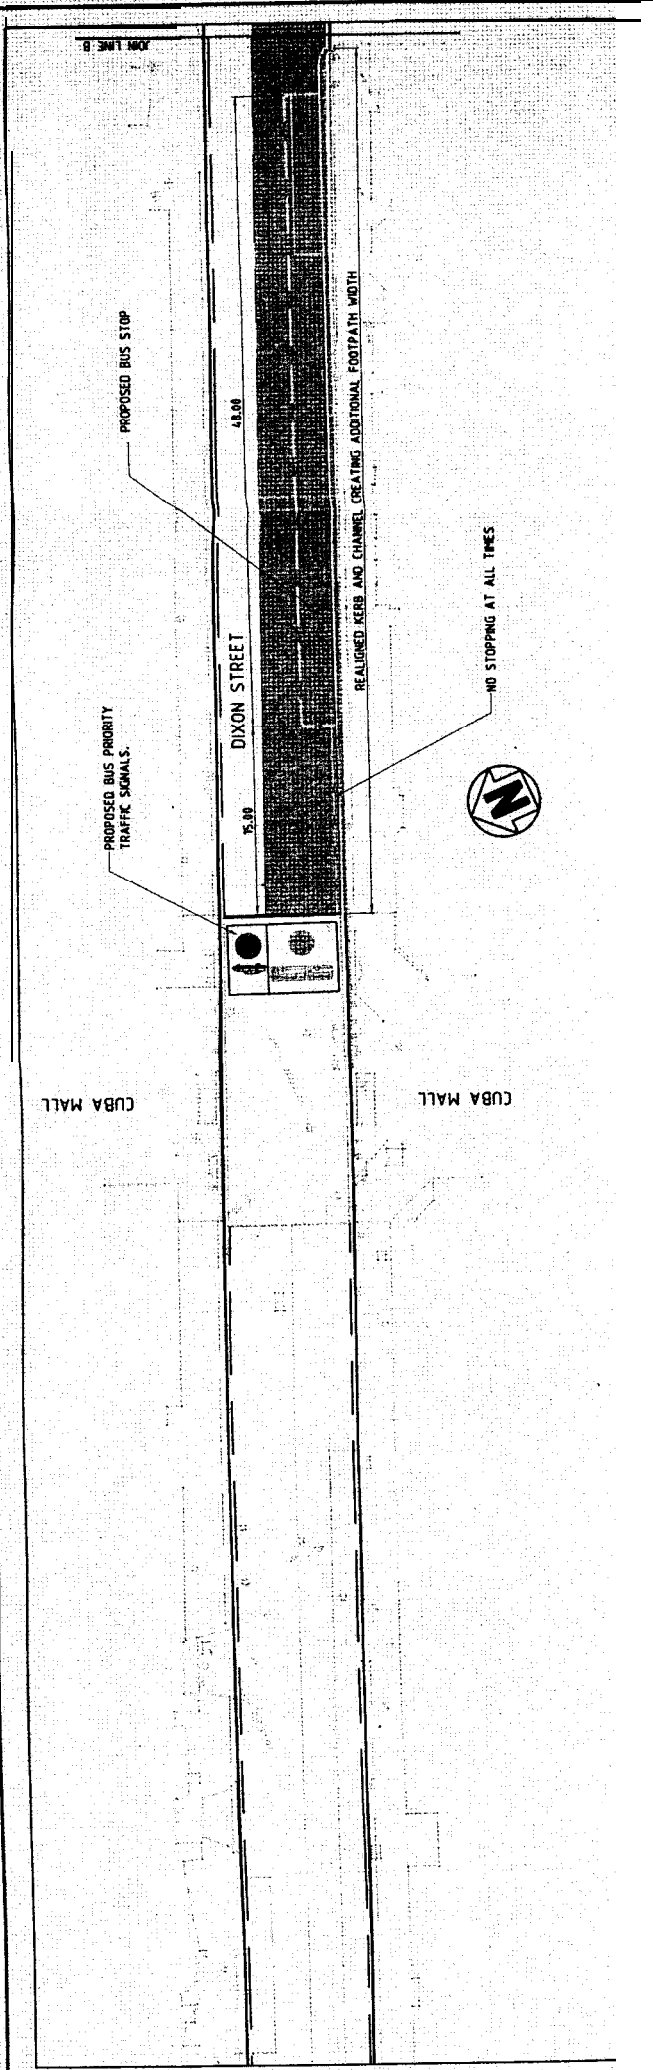 JOIN LINE B
PROPOSED BUS STOP
48.00
REALIGNED KERB AND CHANNEL CREATING ADDITIONAL FOOTPATH WIDTH
NO STOPPING AT ALL TIMES
DIXON STREET
PROPOSED BUS PRIORITY
TRAFFIC SIGNALS.
15.00
N
CUBA MALL
CUBA MALL